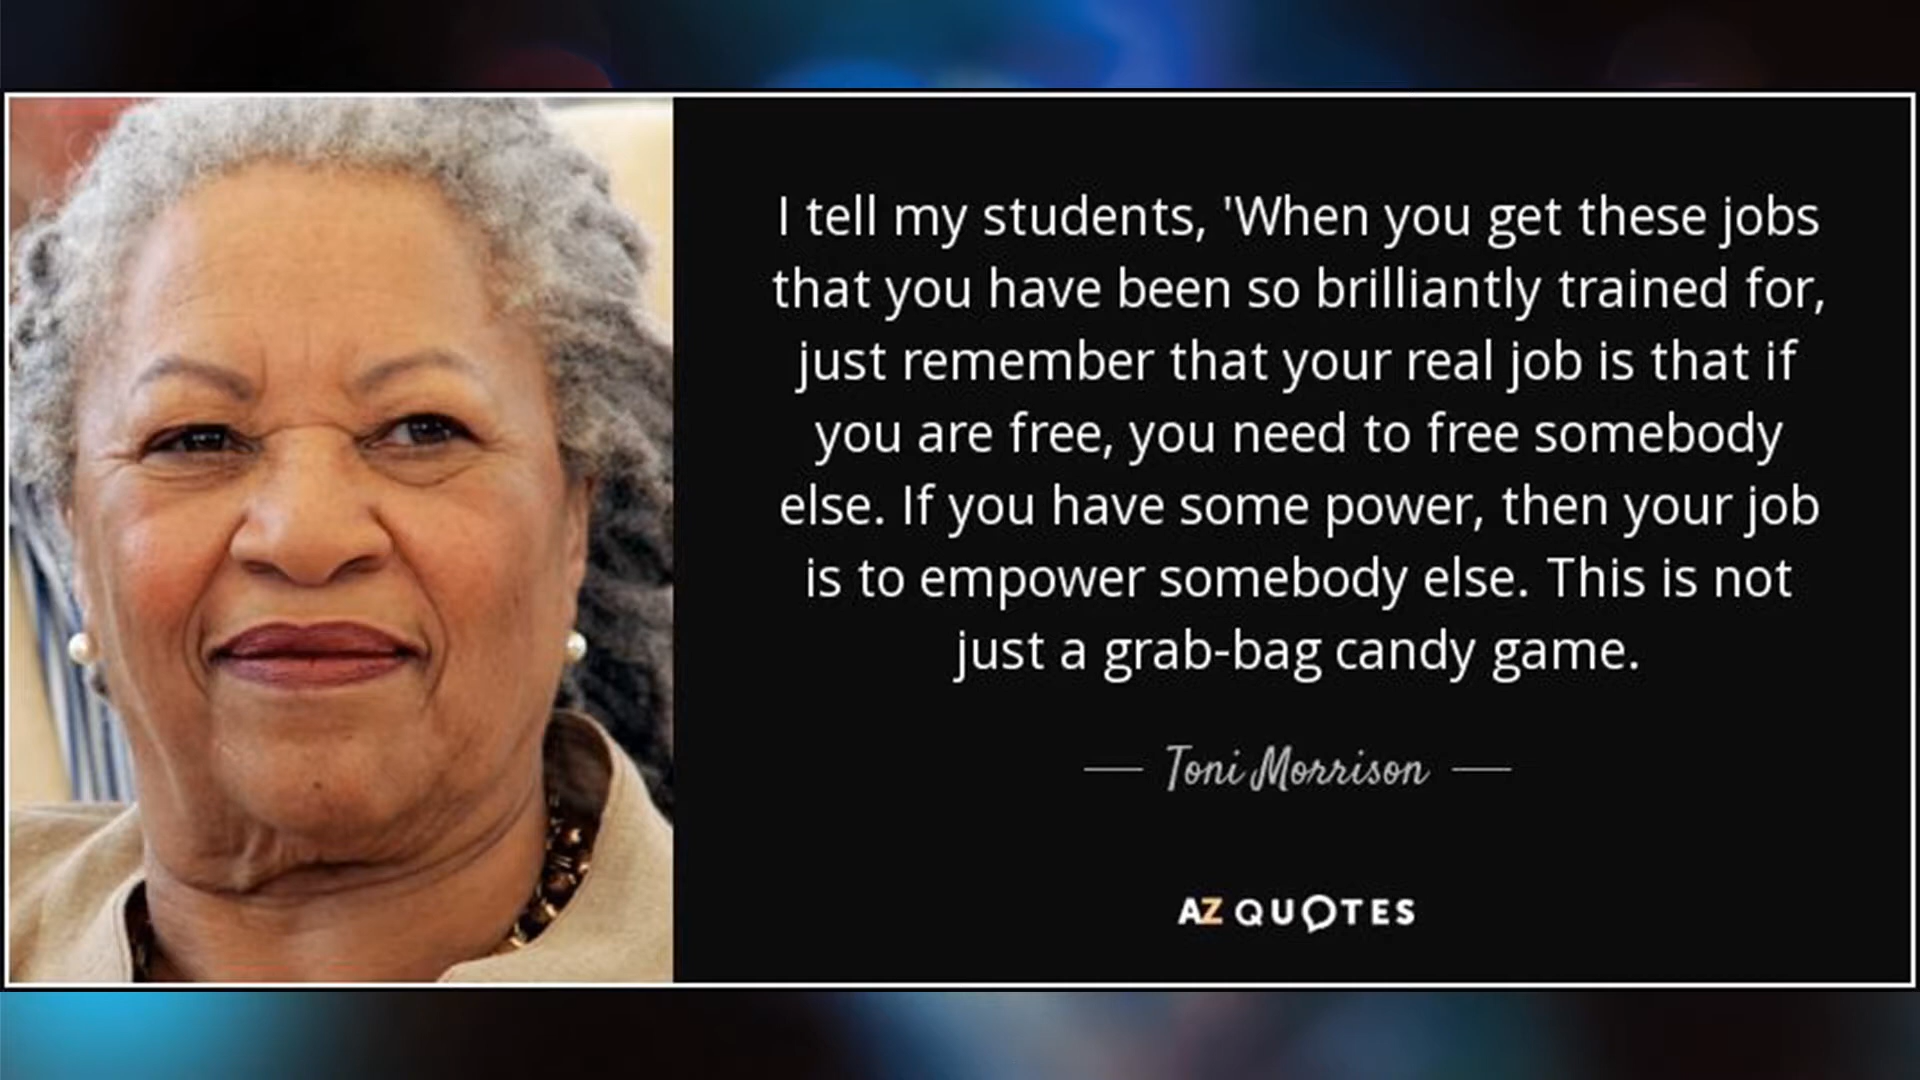 I tell my students, 'When you get these jobs
that you have been so brilliantly trained for,
just remember that your real job is that if
you are free, you need to free somebody
else. If you have some power, then your job
is to empower somebody else. This is not
just a grab-bag candy game.
— Toni Morrison —
AZ QUOTES